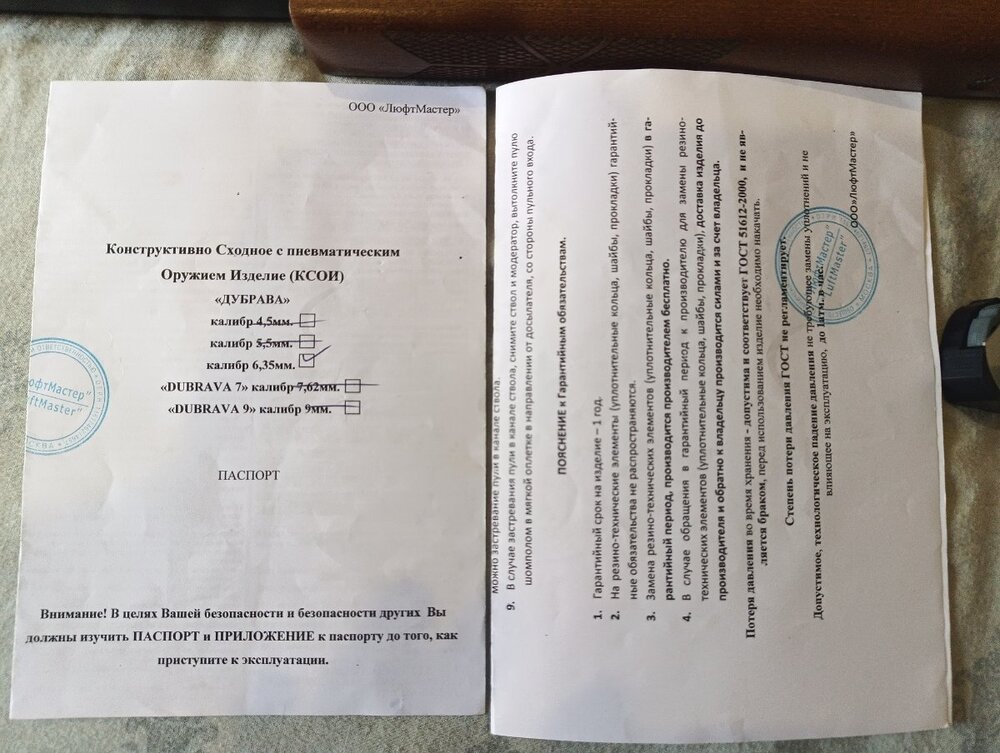 ООО «ЛюфтМастер»
Конструктивно Сходное с пневматическим
Оружием Изделие (КСОИ)
«ДУБРАВА»
калибр 4,5мм.
калибр 5,5мм.
калибр 6,35мм.
«DUBRAVA 7» калибр 7,62мм.
«DUBRAVA 9» калибр 9мм.
ПАСПОРТ
Внимание! В целях Вашей безопасности и безопасности других Вы
должны изучить ПАСПОРТ и ПРИЛОЖЕНИЕ к паспорту до того, как
приступите к эксплуатации.
ОТВЕТСТВЕННОСТЬЮ
"ЛюфтМастер"
"LuftMaster"
МОСКВА
можно застревание пули в канале ствола.
9. В случае застревания пули в канале ствола, снимите ствол и модератор, вытолкните пулю
шомполом в мягкой оплетке в направлении от досылателя, со стороны пульного входа.
ПОЯСНЕНИЕ к Гарантийным обязательствам.
1. Гарантийный срок на изделие – 1 год.
2. На резино-технические элементы (уплотнительные кольца, шайбы, прокладки) гарантий-
ные обязательства не распространяются.
3. Замена резино-технических элементов (уплотнительные кольца, шайбы, прокладки) в га-
рантийный период, производится производителем бесплатно.
4. В случае обращения в гарантийный период к производителю для замены резино-
технических элементов (уплотнительные кольца, шайбы, прокладки), доставка изделия до
производителя и обратно к владельцу производится силами и за счет владельца.
Потеря давления во время хранения - допустима и соответствует ГОСТ 51612-2000, и не яв-
ляется браком, перед использованием изделие необходимо накачать.
Степень потери давления ГОСТ не регламентирует.
Допустимое, технологическое падение давления не требующее замены уплотнений и не
влияющее на эксплуатацию, до 1атм. в час.
ООО»ЛюфтМастер»
"ЛюфтМастер"
"LuftMaster"
МОСКВА